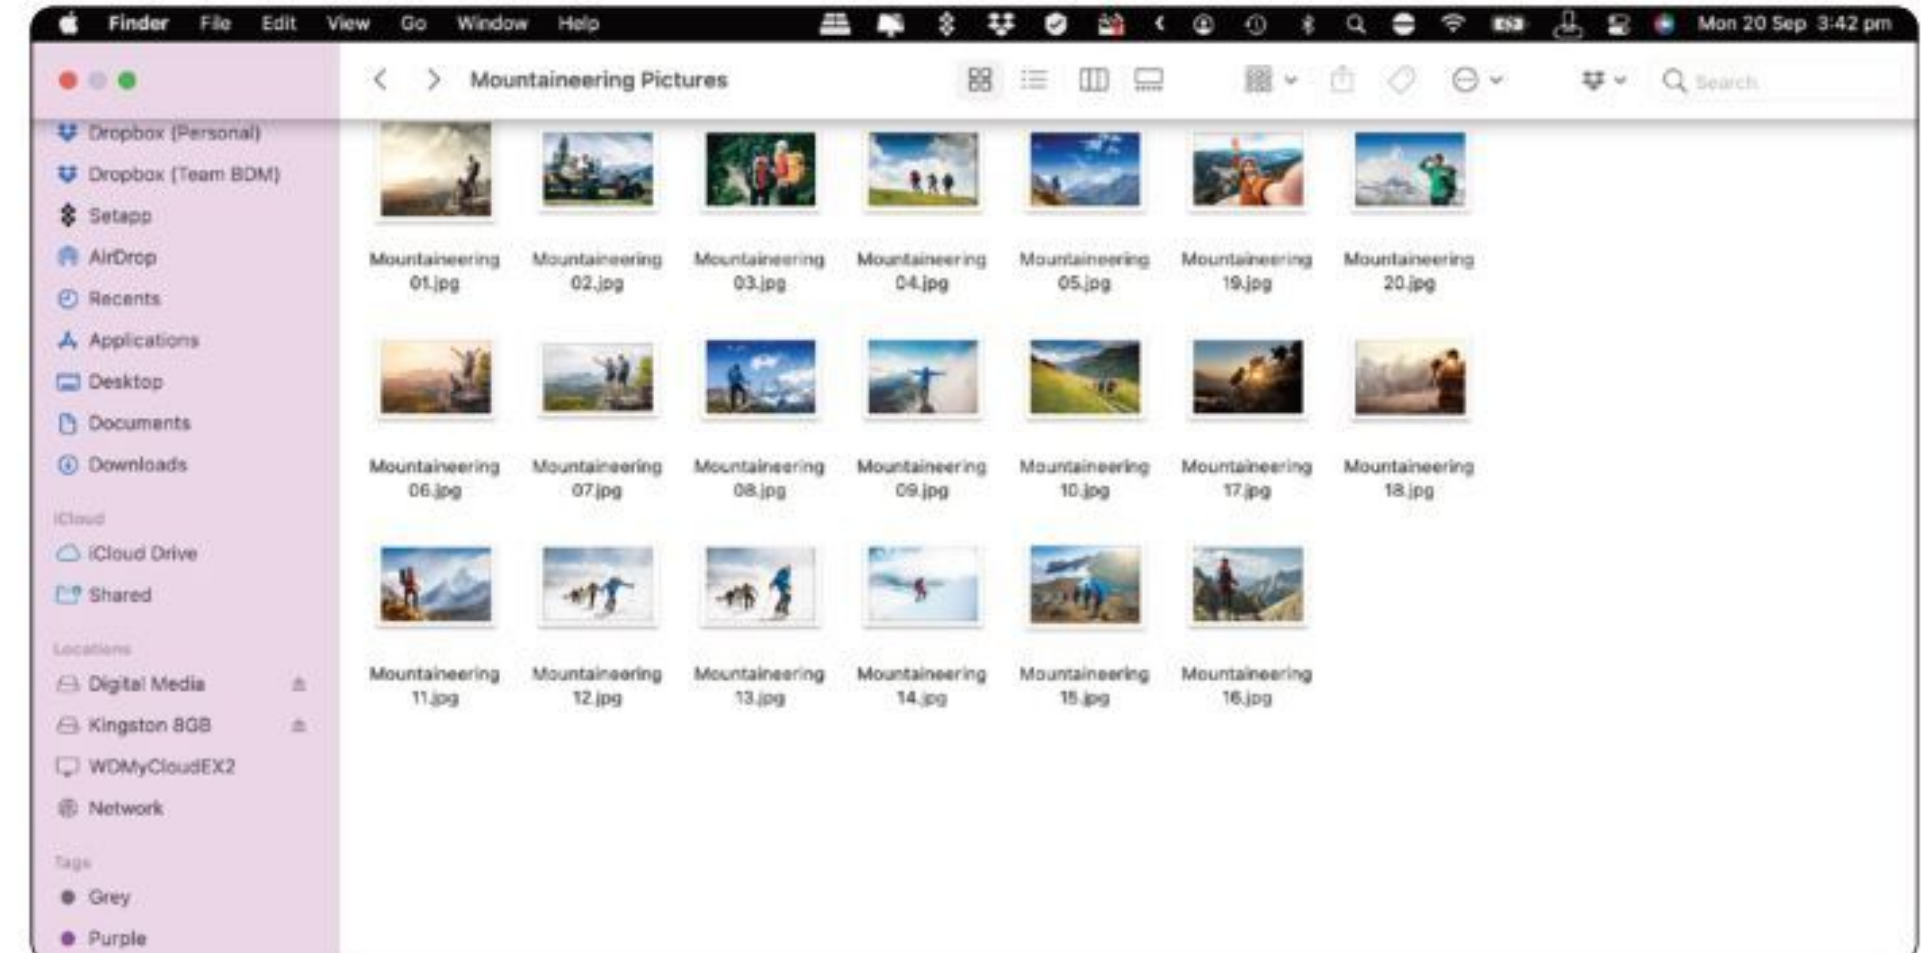 Finder File Edit View Go Window Help Mon 20 Sep 3:42 pm
Mountaineering Pictures Search
Dropbox (Personal)
Dropbox (Team BDM)
Setapp
AirDrop
Recents
Applications
Desktop
Documents
Downloads
iCloud
iCloud Drive
Shared
Locations
Digital Media
Kingston 8GB
WDMyCloudEX2
Network
Tags
Grey
Purple
Mountaineering Mountaineering Mountaineering Mountaineering Mountaineering Mountaineering Mountaineering
01.jpg 02.jpg 03.jpg 04.jpg 05.jpg 19.jpg 20.jpg
Mountaineering Mountaineering Mountaineering Mountaineering Mountaineering Mountaineering Mountaineering
06.jpg 07.jpg 08.jpg 09.jpg 10.jpg 17.jpg 18.jpg
Mountaineering Mountaineering Mountaineering Mountaineering Mountaineering Mountaineering
11.jpg 12.jpg 13.jpg 14.jpg 15.jpg 16.jpg